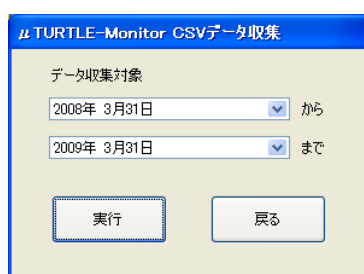 μTURTLE-Monitor CSVデータ収集
データ収集対象
2008年 3月31日 から
2009年 3月31日 まで
実行 戻る